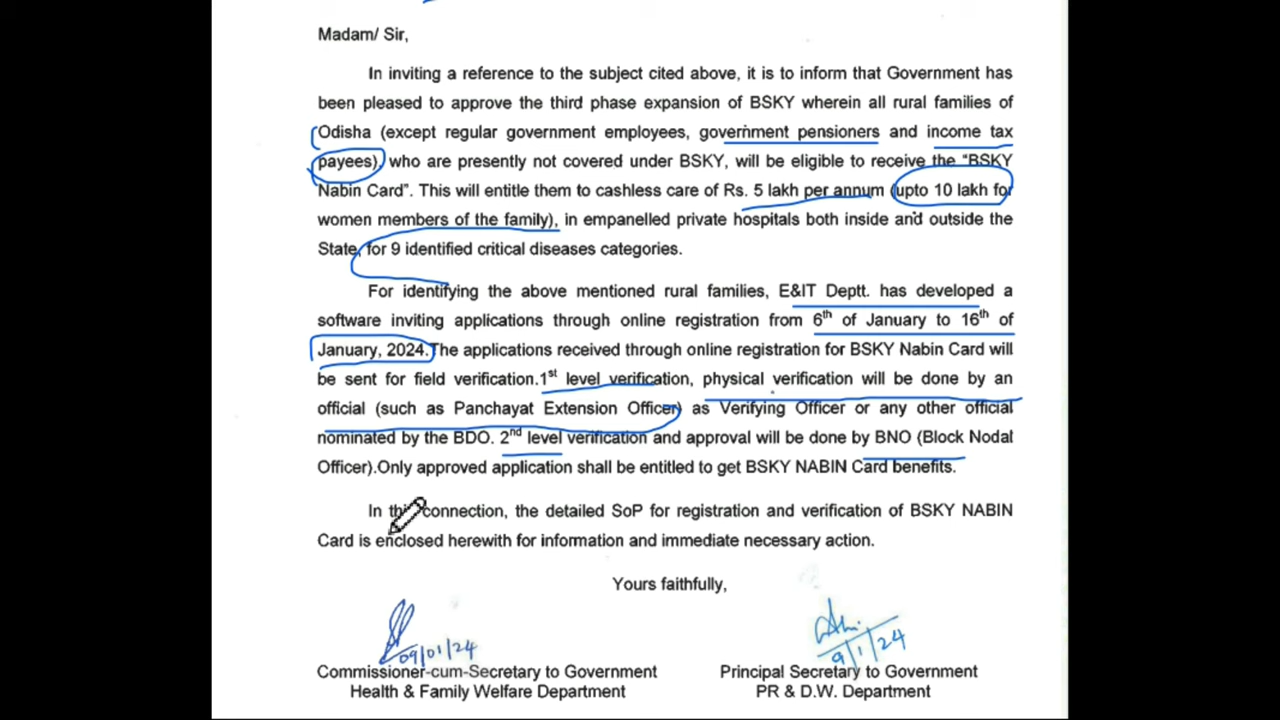 Madam/ Sir,
In inviting a reference to the subject cited above, it is to inform that Government has
been pleased to approve the third phase expansion of BSKY wherein all rural families of
Odisha (except regular government employees, government pensioners and income tax
payees), who are presently not covered under BSKY, will be eligible to receive the "BSKY
Nabin Card". This will entitle them to cashless care of Rs. 5 lakh per annum (upto 10 lakh for
women members of the family), in empanelled private hospitals both inside and outside the
State, for 9 identified critical diseases categories.
For identifying the above mentioned rural families, E&IT Deptt. has developed a
software inviting applications through online registration from 6th of January to 16th of
January, 2024.The applications received through online registration for BSKY Nabin Card will
be sent for field verification.1st level verification, physical verification will be done by an
official (such as Panchayat Extension Officer) as Verifying Officer or any other official
nominated by the BDO. 2nd level verification and approval will be done by BNO (Block Nodal
Officer).Only approved application shall be entitled to get BSKY NABIN Card benefits.
In this connection, the detailed SoP for registration and verification of BSKY NABIN
Card is enclosed herewith for information and immediate necessary action.
Yours faithfully,
09/01/24
9/1/24
Commissioner-cum-Secretary to Government
Health & Family Welfare Department
Principal Secretary to Government
PR & D.W. Department